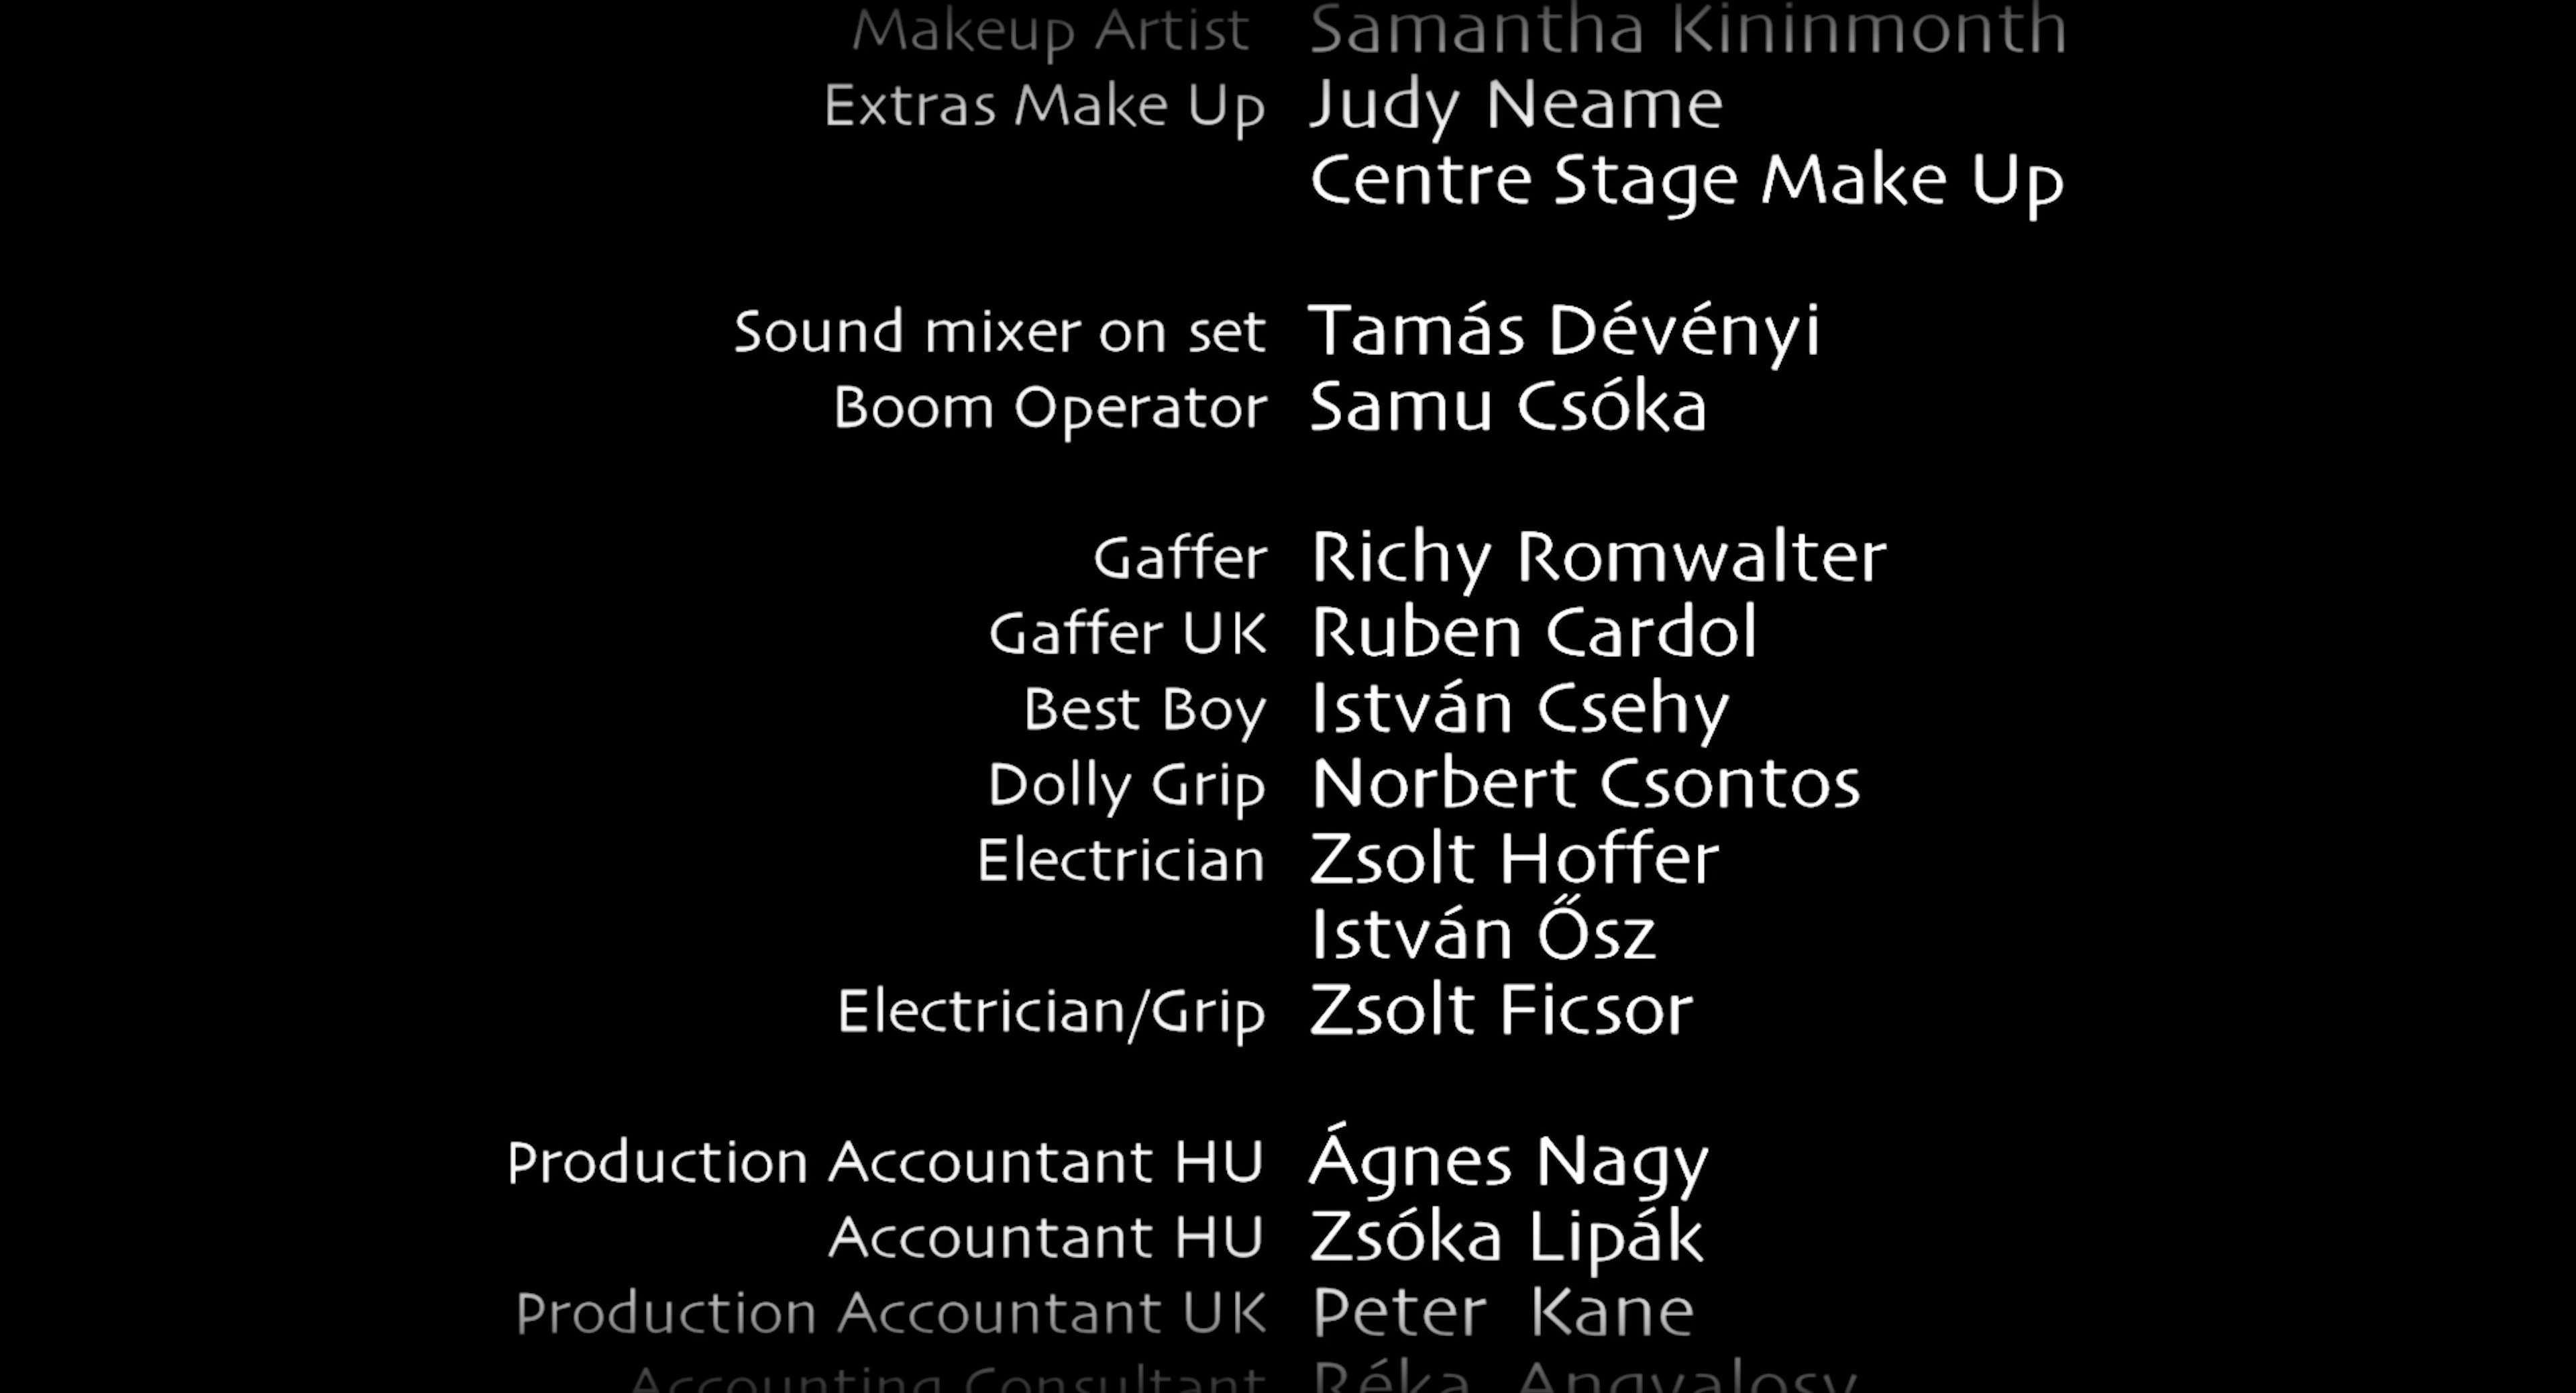 Makeup Artist Samantha Kininmonth
Extras Make Up Judy Neame
Centre Stage Make Up
Sound mixer on set Tamás Dévényi
Boom Operator Samu Csóka
Gaffer Richy Romwalter
Gaffer UK Ruben Cardol
Best Boy István Csehy
Dolly Grip Norbert Csontos
Electrician Zsolt Hoffer
István Ősz
Electrician/Grip Zsolt Ficsor
Production Accountant HU Ágnes Nagy
Accountant HU Zsóka Lipák
Production Accountant UK Peter Kane
Accounting Consultant Réka Angyalosy